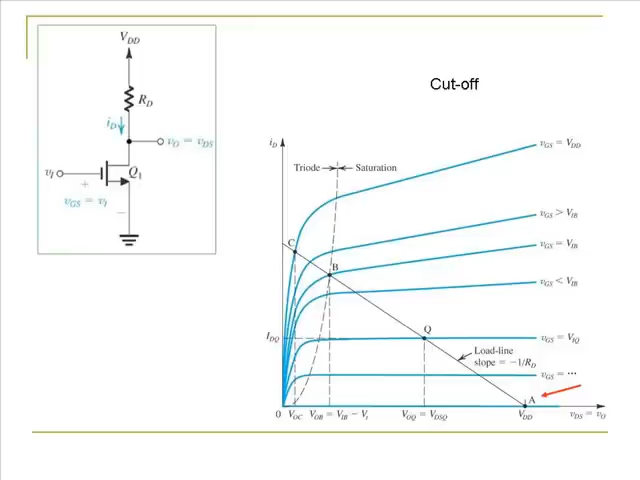 V_DD
R_D
i_D
v_O = v_DS
v_I
Q_1
+
v_GS = v_I
−
Cut-off
i_D
v_GS = V_DD
Triode
Saturation
v_GS > V_IB
C
v_GS = V_IB
B
v_GS < V_IB
Q
I_DQ
v_GS = V_IQ
Load-line
slope = −1/R_D
v_GS = ···
A
0
V_OC
V_OB = V_IB − V_t
V_OQ = V_DSQ
V_DD
v_DS = v_O